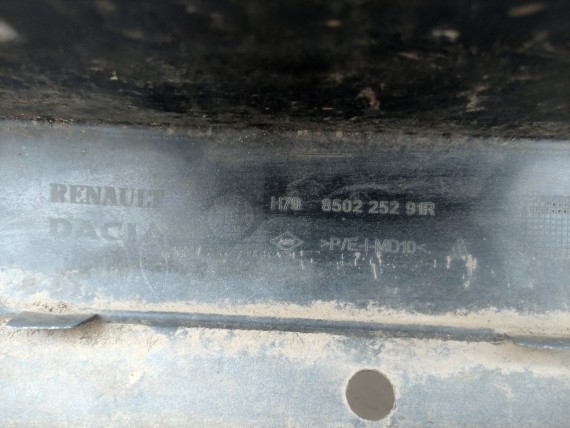 RENAULT
DACIA
H79 8502 252 91R
>P/E-I-MD10<